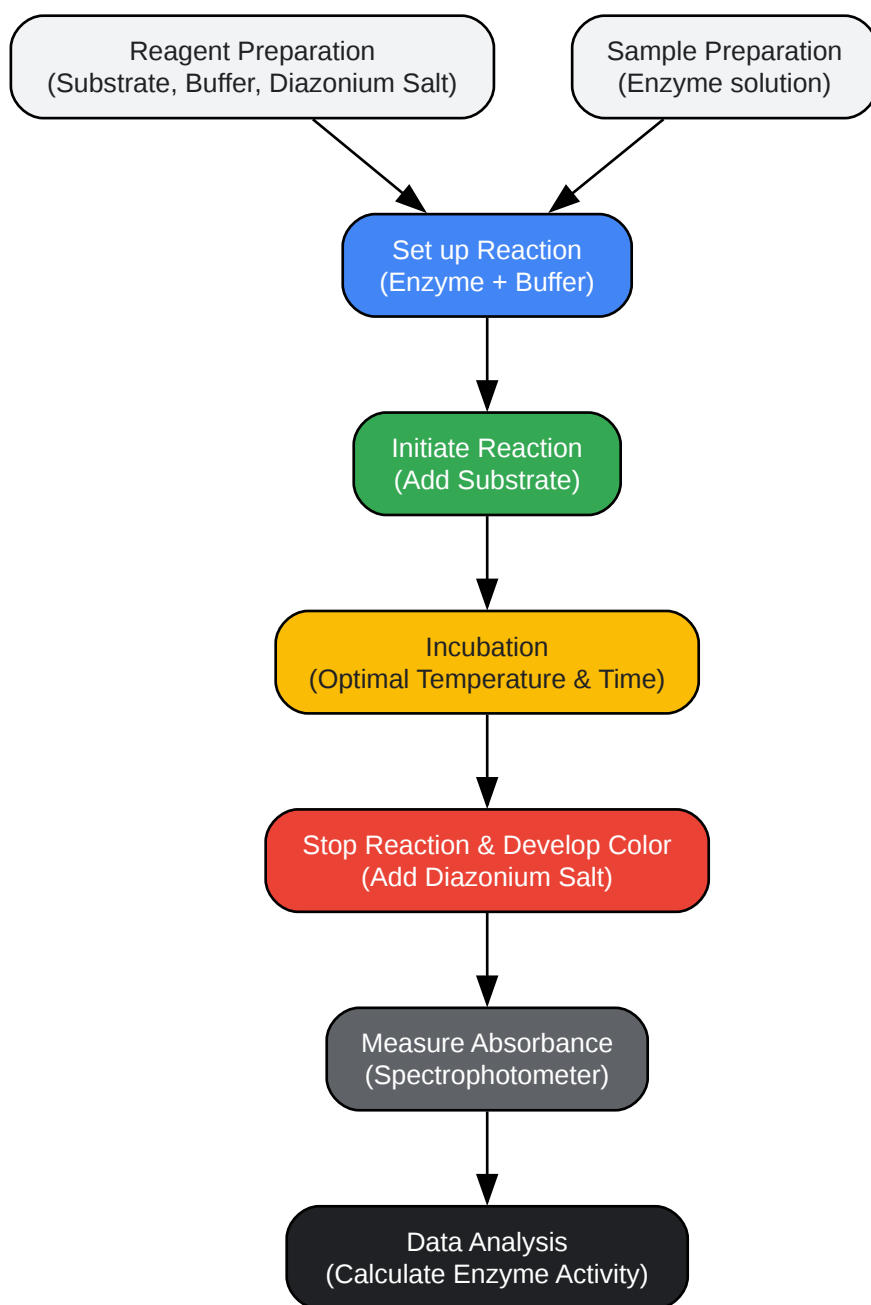 Reagent Preparation
(Substrate, Buffer, Diazonium Salt)
Sample Preparation
(Enzyme solution)
Set up Reaction
(Enzyme + Buffer)
Initiate Reaction
(Add Substrate)
Incubation
(Optimal Temperature & Time)
Stop Reaction & Develop Color
(Add Diazonium Salt)
Measure Absorbance
(Spectrophotometer)
Data Analysis
(Calculate Enzyme Activity)